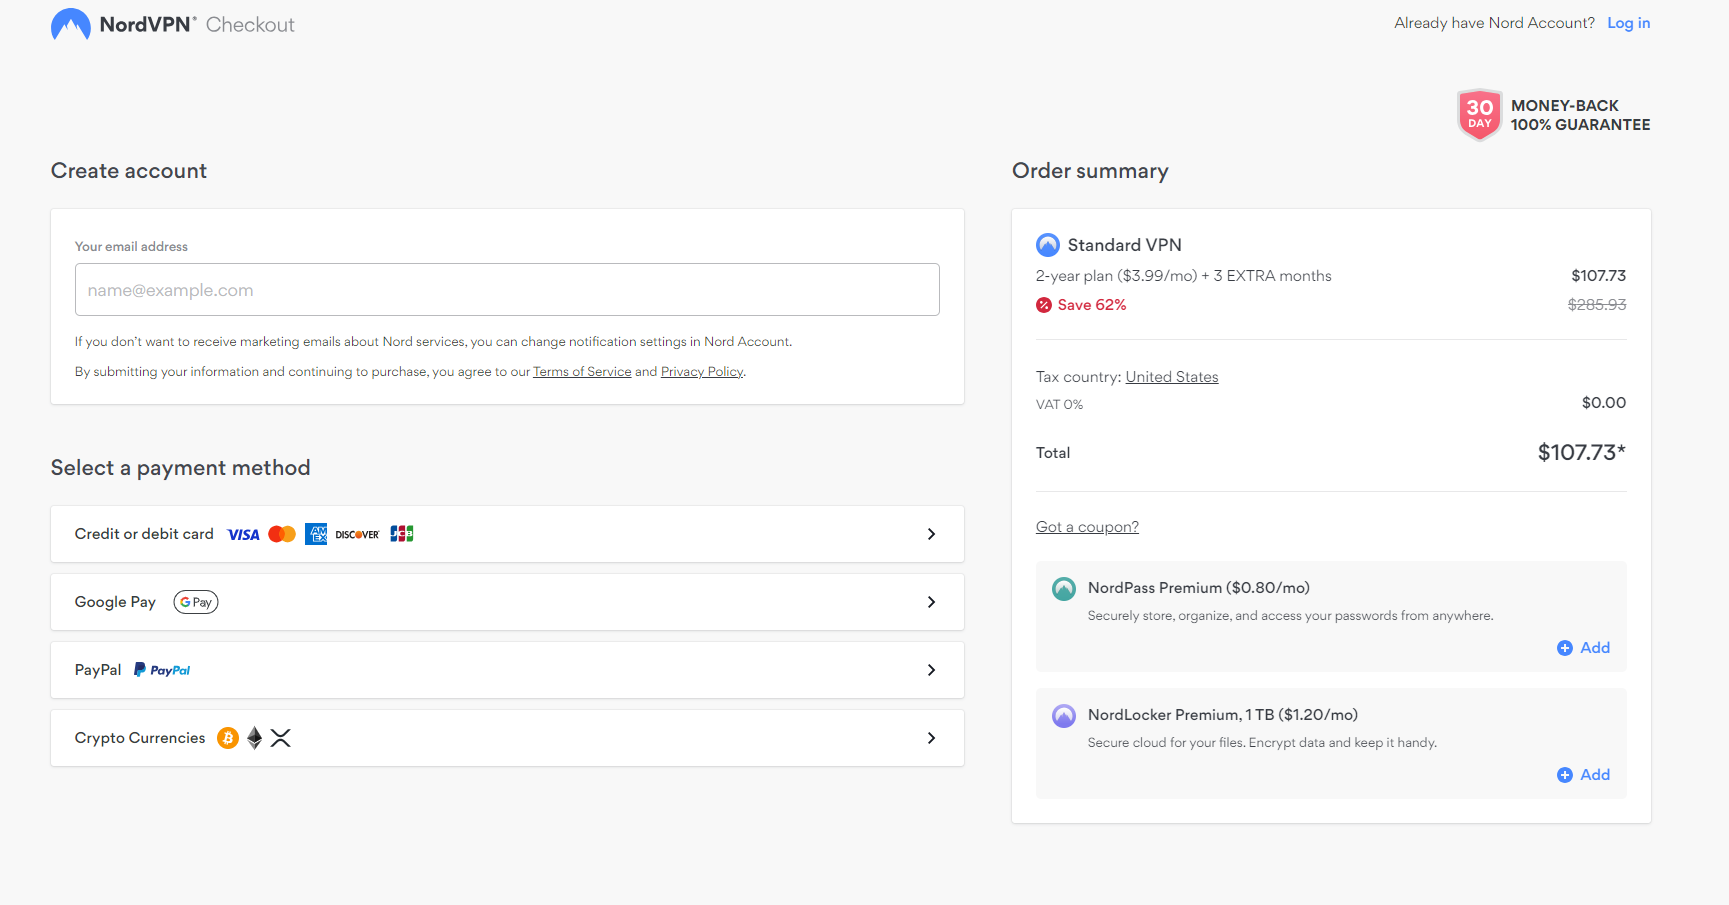 NordVPN® Checkout
Already have Nord Account? Log in
30
DAY
MONEY-BACK
100% GUARANTEE
Create account
Your email address
name@example.com
If you don't want to receive marketing emails about Nord services, you can change notification settings in Nord Account.
By submitting your information and continuing to purchase, you agree to our Terms of Service and Privacy Policy.
Select a payment method
Credit or debit card VISA AMEX DISCOVER JCB
Google Pay G Pay
PayPal PayPal
Crypto Currencies
Order summary
Standard VPN
2-year plan ($3.99/mo) + 3 EXTRA months $107.73
Save 62% $285.93
Tax country: United States
VAT 0% $0.00
Total $107.73*
Got a coupon?
NordPass Premium ($0.80/mo)
Securely store, organize, and access your passwords from anywhere.
Add
NordLocker Premium, 1 TB ($1.20/mo)
Secure cloud for your files. Encrypt data and keep it handy.
Add